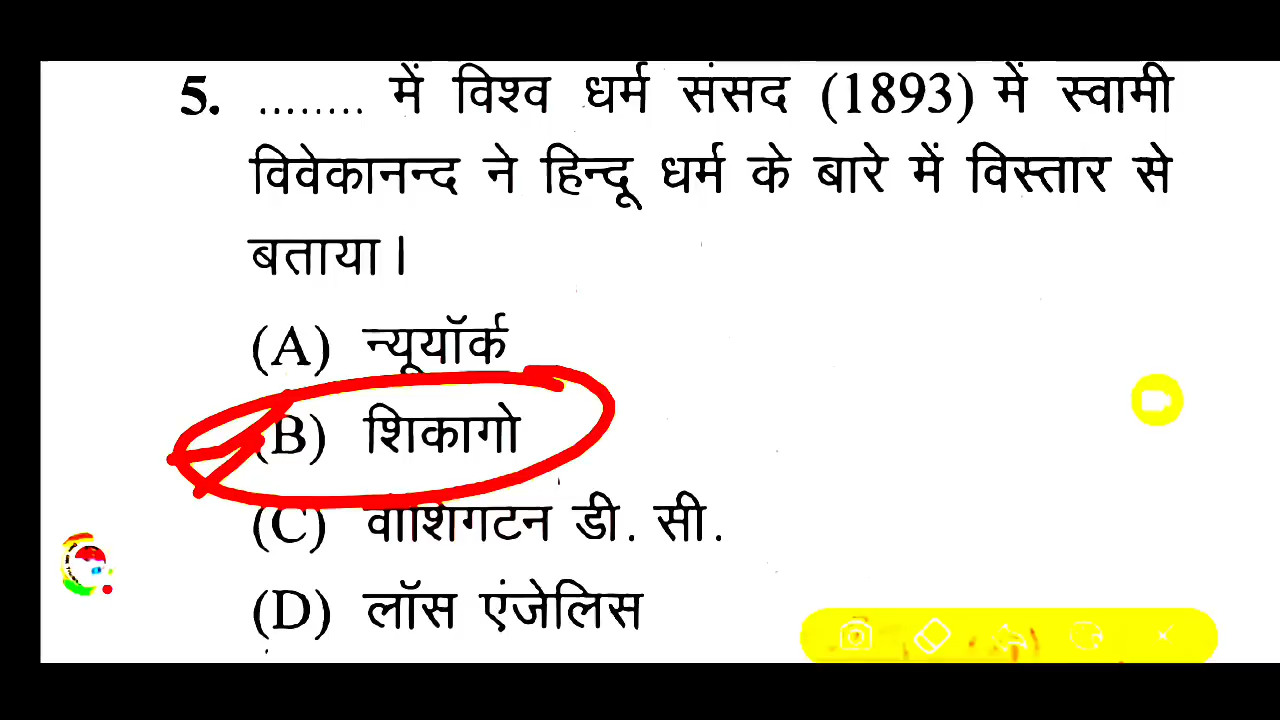 5. ........ में विश्व धर्म संसद (1893) में स्वामी
विवेकानन्द ने हिन्दू धर्म के बारे में विस्तार से
बताया।
(A) न्यूयॉर्क
(B) शिकागो
(C) वाशिंगटन डी. सी.
(D) लॉस एंजेलिस